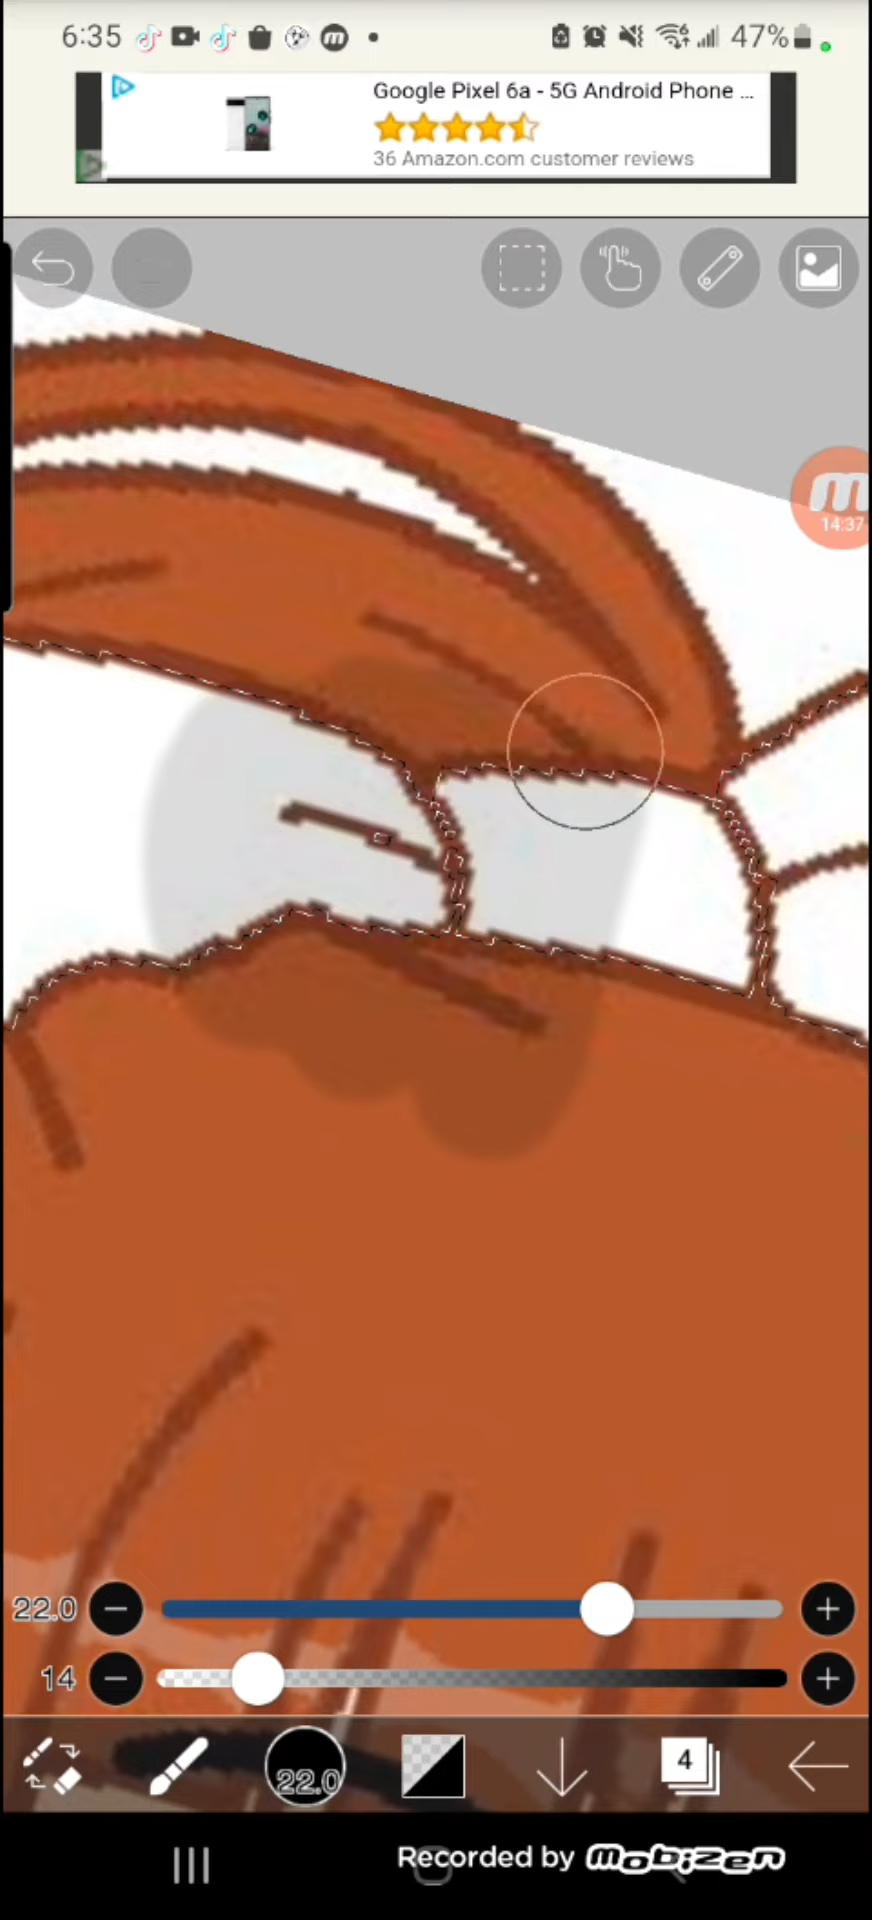 6:35
47%
Google Pixel 6a - 5G Android Phone ...
36 Amazon.com customer reviews
14:37
22.0
14
22.0
4
Recorded by mobizen